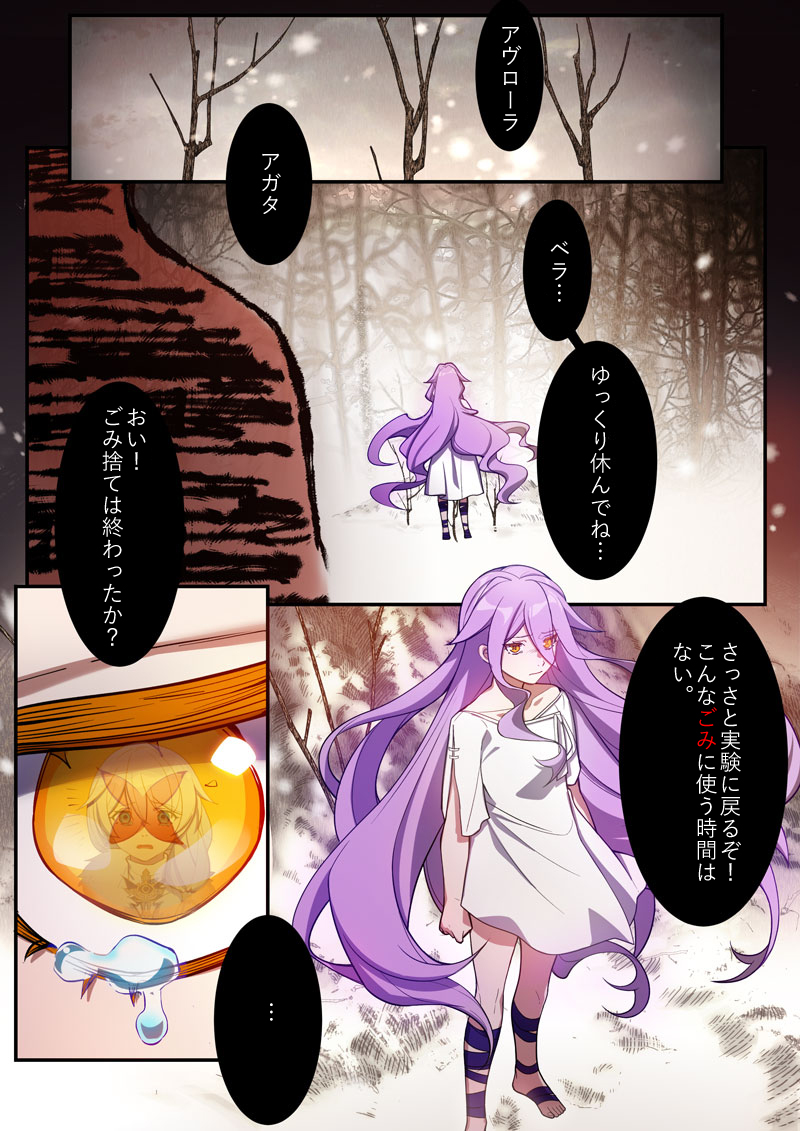 アヴローラ
アガタ
ベラ…
ゆっくり休んでね…
おい！
ごみ捨ては終わったか？
さっさと実験に戻るぞ！
こんなごみに使う時間は
ない。
…